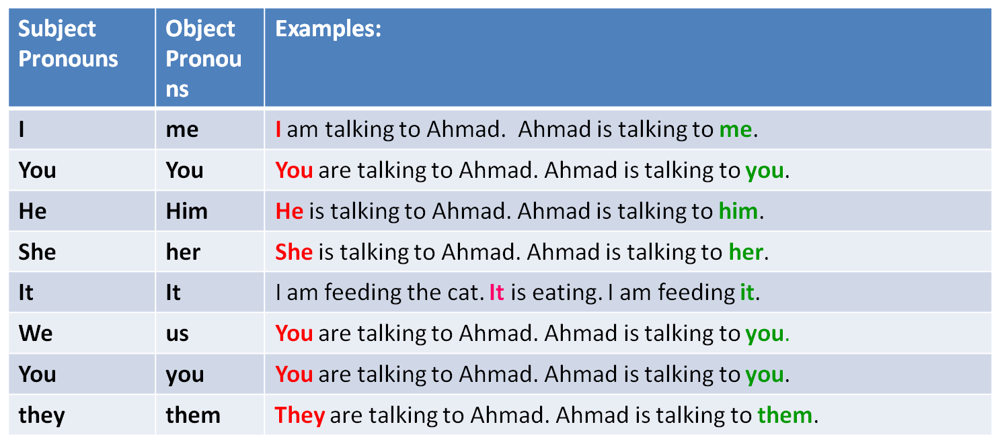 Subject Pronouns Object Pronouns Examples:
I me I am talking to Ahmad.  Ahmad is talking to me.
You You You are talking to Ahmad. Ahmad is talking to you.
He Him He is talking to Ahmad. Ahmad is talking to him.
She her She is talking to Ahmad. Ahmad is talking to her.
It It I am feeding the cat. It is eating. I am feeding it.
We us You are talking to Ahmad. Ahmad is talking to you.
You you You are talking to Ahmad. Ahmad is talking to you.
they them They are talking to Ahmad. Ahmad is talking to them.